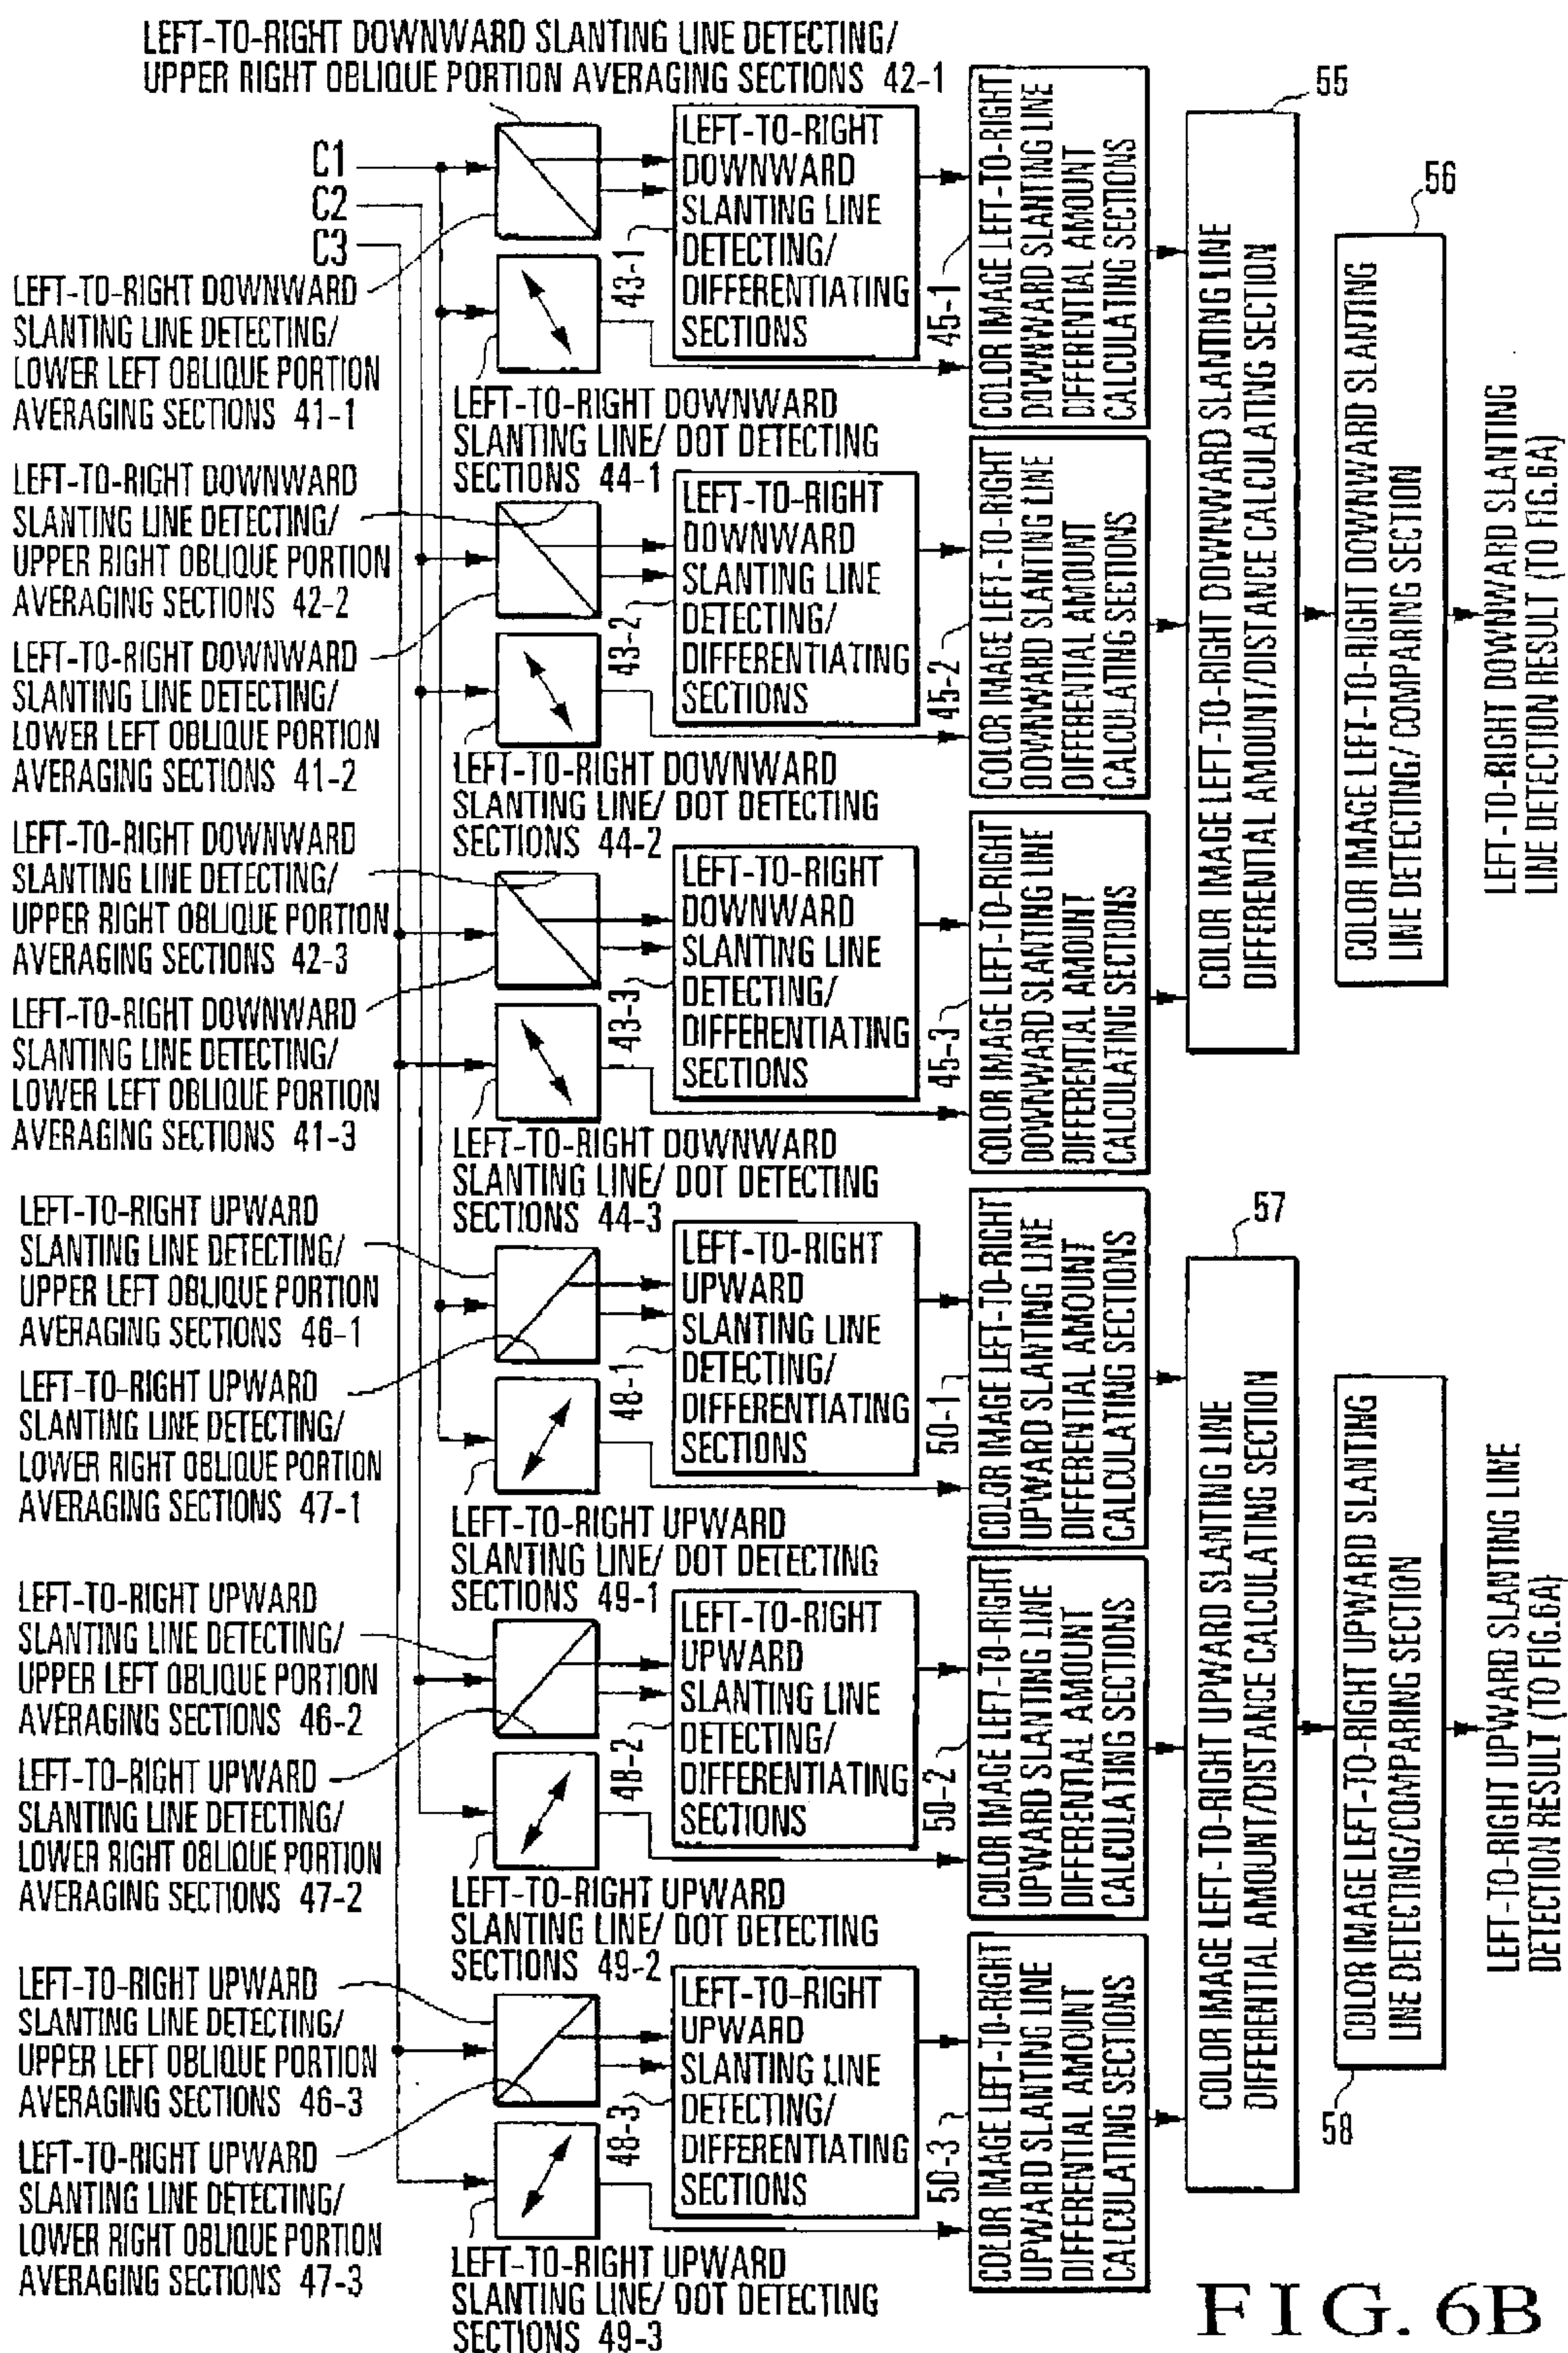 LEFT-TO-RIGHT DOWNWARD SLANTING LINE DETECTING/
UPPER RIGHT OBLIQUE PORTION AVERAGING SECTIONS 42-1
C1
C2
C3
LEFT-TO-RIGHT DOWNWARD
SLANTING LINE DETECTING/
LOWER LEFT OBLIQUE PORTION
AVERAGING SECTIONS 41-1
LEFT-TO-RIGHT DOWNWARD
SLANTING LINE DETECTING/
UPPER RIGHT OBLIQUE PORTION
AVERAGING SECTIONS 42-2
LEFT-TO-RIGHT DOWNWARD
SLANTING LINE DETECTING/
LOWER LEFT OBLIQUE PORTION
AVERAGING SECTIONS 41-2
LEFT-TO-RIGHT DOWNWARD
SLANTING LINE DETECTING/
UPPER RIGHT OBLIQUE PORTION
AVERAGING SECTIONS 42-3
LEFT-TO-RIGHT DOWNWARD
SLANTING LINE DETECTING/
LOWER LEFT OBLIQUE PORTION
AVERAGING SECTIONS 41-3
LEFT-TO-RIGHT UPWARD
SLANTING LINE DETECTING/
UPPER LEFT OBLIQUE PORTION
AVERAGING SECTIONS 46-1
LEFT-TO-RIGHT UPWARD
SLANTING LINE DETECTING/
LOWER RIGHT OBLIQUE PORTION
AVERAGING SECTIONS 47-1
LEFT-TO-RIGHT UPWARD
SLANTING LINE DETECTING/
UPPER LEFT OBLIQUE PORTION
AVERAGING SECTIONS 46-2
LEFT-TO-RIGHT UPWARD
SLANTING LINE DETECTING/
LOWER RIGHT OBLIQUE PORTION
AVERAGING SECTIONS 47-2
LEFT-TO-RIGHT UPWARD
SLANTING LINE DETECTING/
UPPER LEFT OBLIQUE PORTION
AVERAGING SECTIONS 46-3
LEFT-TO-RIGHT UPWARD
SLANTING LINE DETECTING/
LOWER RIGHT OBLIQUE PORTION
AVERAGING SECTIONS 47-3
LEFT-TO-RIGHT DOWNWARD
SLANTING LINE/ DOT DETECTING
SECTIONS 44-1
LEFT-TO-RIGHT DOWNWARD
SLANTING LINE/ DOT DETECTING
SECTIONS 44-2
LEFT-TO-RIGHT DOWNWARD
SLANTING LINE/ DOT DETECTING
SECTIONS 44-3
LEFT-TO-RIGHT UPWARD
SLANTING LINE/ DOT DETECTING
SECTIONS 49-1
LEFT-TO-RIGHT UPWARD
SLANTING LINE/ DOT DETECTING
SECTIONS 49-2
LEFT-TO-RIGHT UPWARD
SLANTING LINE/ DOT DETECTING
SECTIONS 49-3
43-1
LEFT-TO-RIGHT
DOWNWARD
SLANTING LINE
DETECTING/
DIFFERENTIATING
SECTIONS
43-2
LEFT-TO-RIGHT
DOWNWARD
SLANTING LINE
DETECTING/
DIFFERENTIATING
SECTIONS
43-3
LEFT-TO-RIGHT
DOWNWARD
SLANTING LINE
DETECTING/
DIFFERENTIATING
SECTIONS
48-1
LEFT-TO-RIGHT
UPWARD
SLANTING LINE
DETECTING/
DIFFERENTIATING
SECTIONS
48-2
LEFT-TO-RIGHT
UPWARD
SLANTING LINE
DETECTING/
DIFFERENTIATING
SECTIONS
48-3
LEFT-TO-RIGHT
UPWARD
SLANTING LINE
DETECTING/
DIFFERENTIATING
SECTIONS
45-1
COLOR IMAGE LEFT-TO-RIGHT
DOWNWARD SLANTING LINE
DIFFERENTIAL AMOUNT
CALCULATING SECTIONS
45-2
COLOR IMAGE LEFT-TO-RIGHT
DOWNWARD SLANTING LINE
DIFFERENTIAL AMOUNT
CALCULATING SECTIONS
45-3
COLOR IMAGE LEFT-TO-RIGHT
DOWNWARD SLANTING LINE
DIFFERENTIAL AMOUNT
CALCULATING SECTIONS
50-1
COLOR IMAGE LEFT-TO-RIGHT
UPWARD SLANTING LINE
DIFFERENTIAL AMOUNT
CALCULATING SECTIONS
50-2
COLOR IMAGE LEFT-TO-RIGHT
UPWARD SLANTING LINE
DIFFERENTIAL AMOUNT
CALCULATING SECTIONS
50-3
COLOR IMAGE LEFT-TO-RIGHT
UPWARD SLANTING LINE
DIFFERENTIAL AMOUNT
CALCULATING SECTIONS
55
COLOR IMAGE LEFT-TO-RIGHT DOWNWARD SLANTING LINE
DIFFERENTIAL AMOUNT/DISTANCE CALCULATING SECTION
57
COLOR IMAGE LEFT-TO-RIGHT UPWARD SLANTING LINE
DIFFERENTIAL AMOUNT/DISTANCE CALCULATING SECTION
56
COLOR IMAGE LEFT-TO-RIGHT DOWNWARD SLANTING
LINE DETECTING/ COMPARING SECTION
58
COLOR IMAGE LEFT-TO-RIGHT UPWARD SLANTING
LINE DETECTING/COMPARING SECTION
LEFT-TO-RIGHT DOWNWARD SLANTING
LINE DETECTION RESULT (TO FIG.6A)
LEFT-TO-RIGHT UPWARD SLANTING LINE
DETECTION RESULT (TO FIG.6A)
FIG. 6B